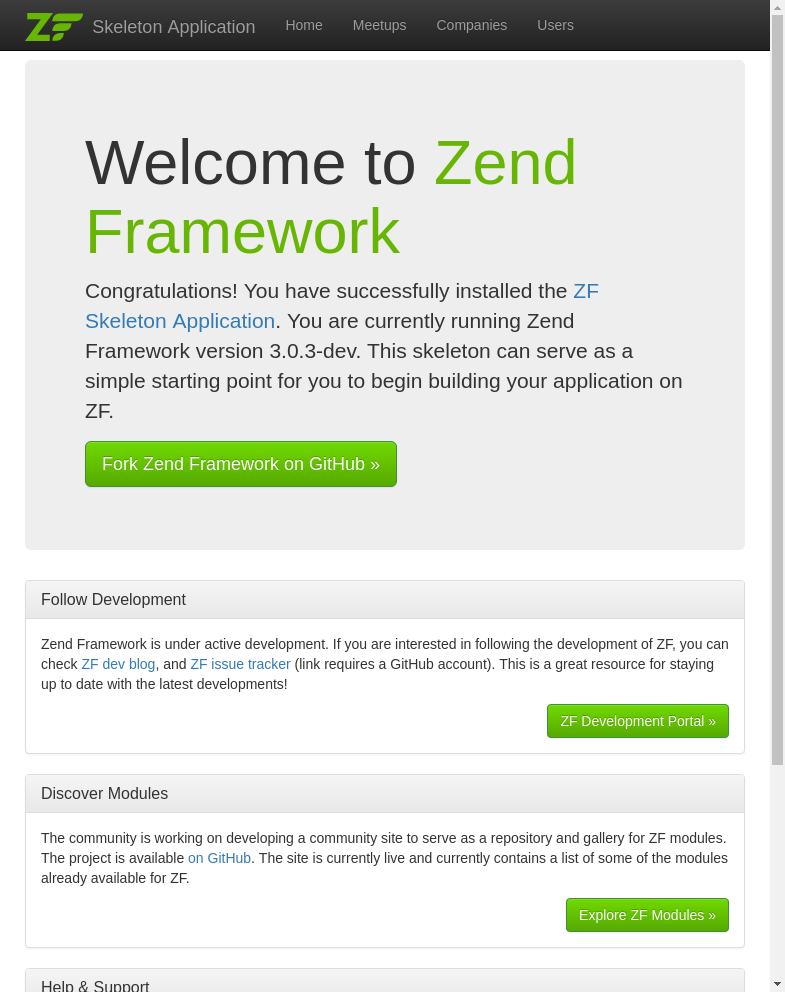 ZF Skeleton Application Home Meetups Companies Users
Welcome to Zend
Framework
Congratulations! You have successfully installed the ZF
Skeleton Application. You are currently running Zend
Framework version 3.0.3-dev. This skeleton can serve as a
simple starting point for you to begin building your application on
ZF.
Fork Zend Framework on GitHub »
Follow Development
Zend Framework is under active development. If you are interested in following the development of ZF, you can
check ZF dev blog, and ZF issue tracker (link requires a GitHub account). This is a great resource for staying
up to date with the latest developments!
ZF Development Portal »
Discover Modules
The community is working on developing a community site to serve as a repository and gallery for ZF modules.
The project is available on GitHub. The site is currently live and currently contains a list of some of the modules
already available for ZF.
Explore ZF Modules »
Help & Support